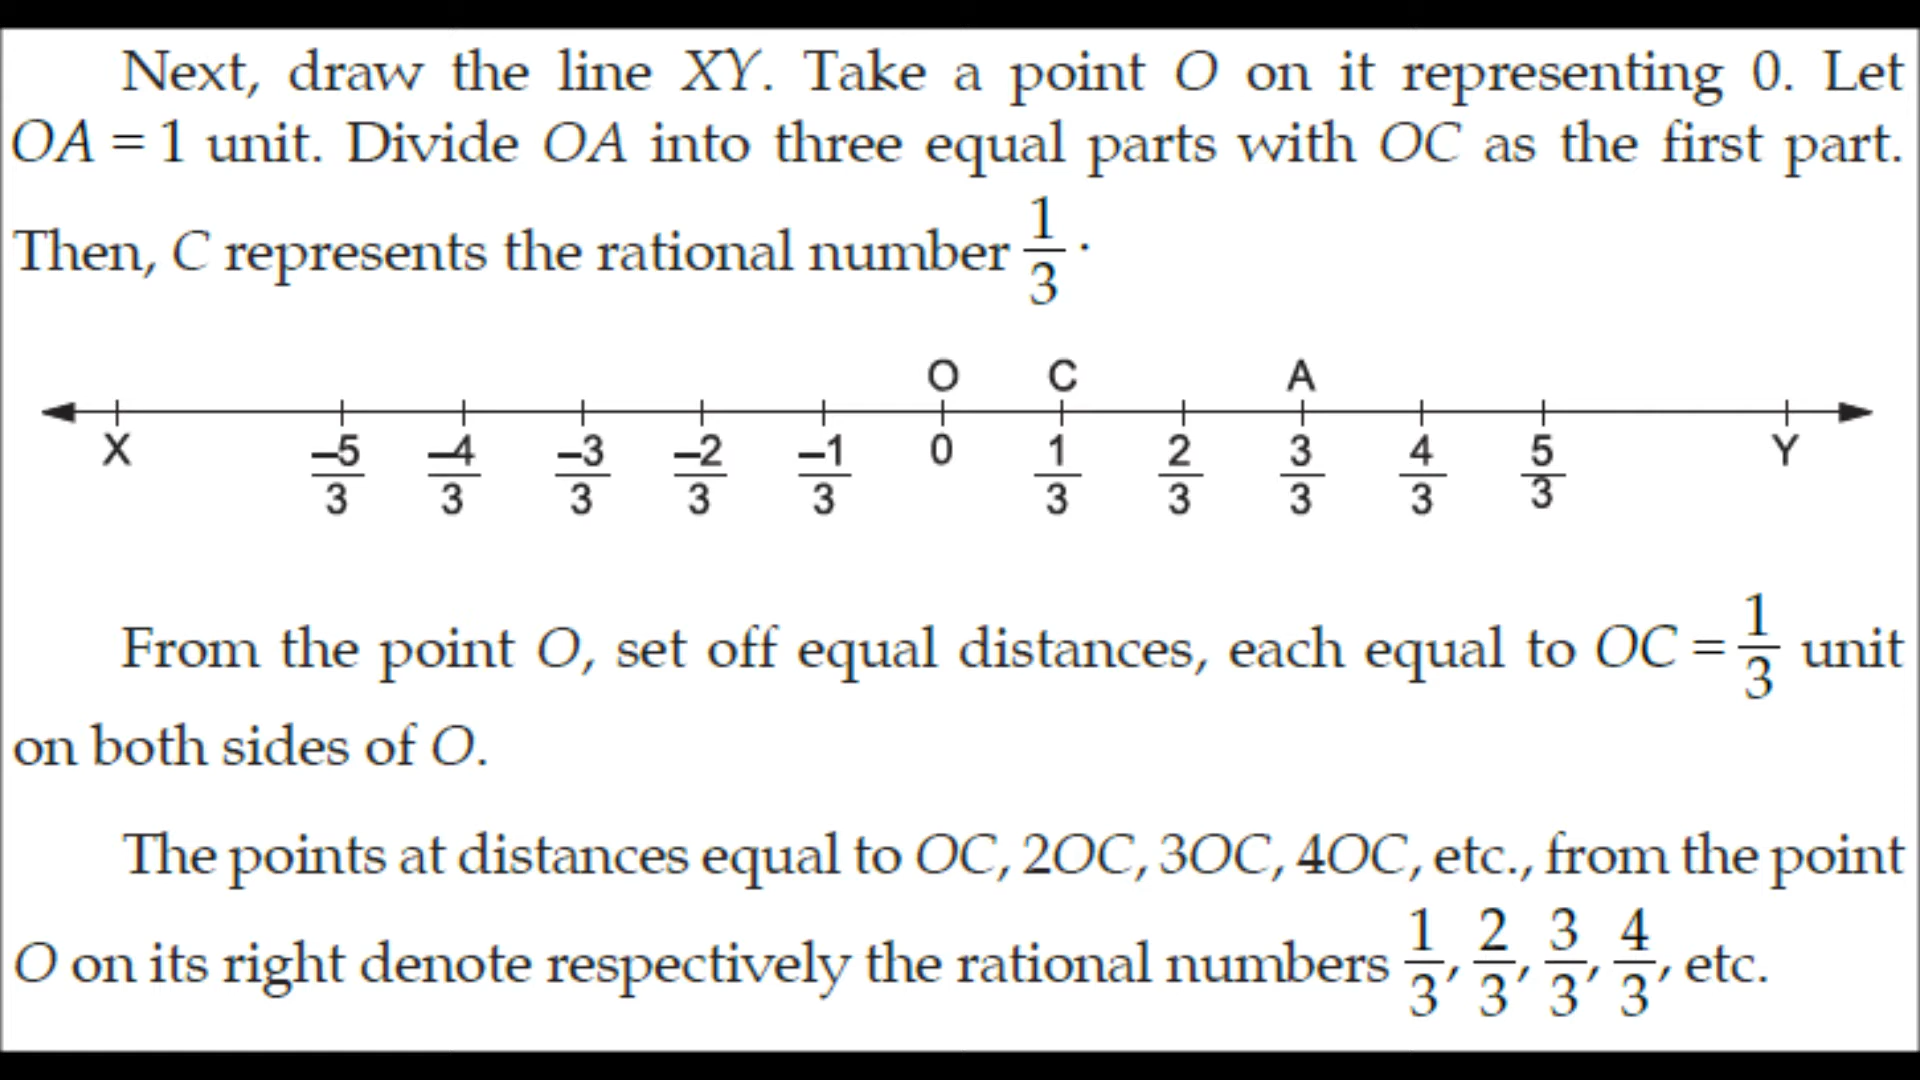 Next, draw the line XY. Take a point O on it representing 0. Let
OA = 1 unit. Divide OA into three equal parts with OC as the first part.
Then, C represents the rational number 1/3.
O C A
X –5/3 –4/3 –3/3 –2/3 –1/3 0 1/3 2/3 3/3 4/3 5/3 Y
From the point O, set off equal distances, each equal to OC = 1/3 unit
on both sides of O.
The points at distances equal to OC, 2OC, 3OC, 4OC, etc., from the point
O on its right denote respectively the rational numbers 1/3, 2/3, 3/3, 4/3, etc.